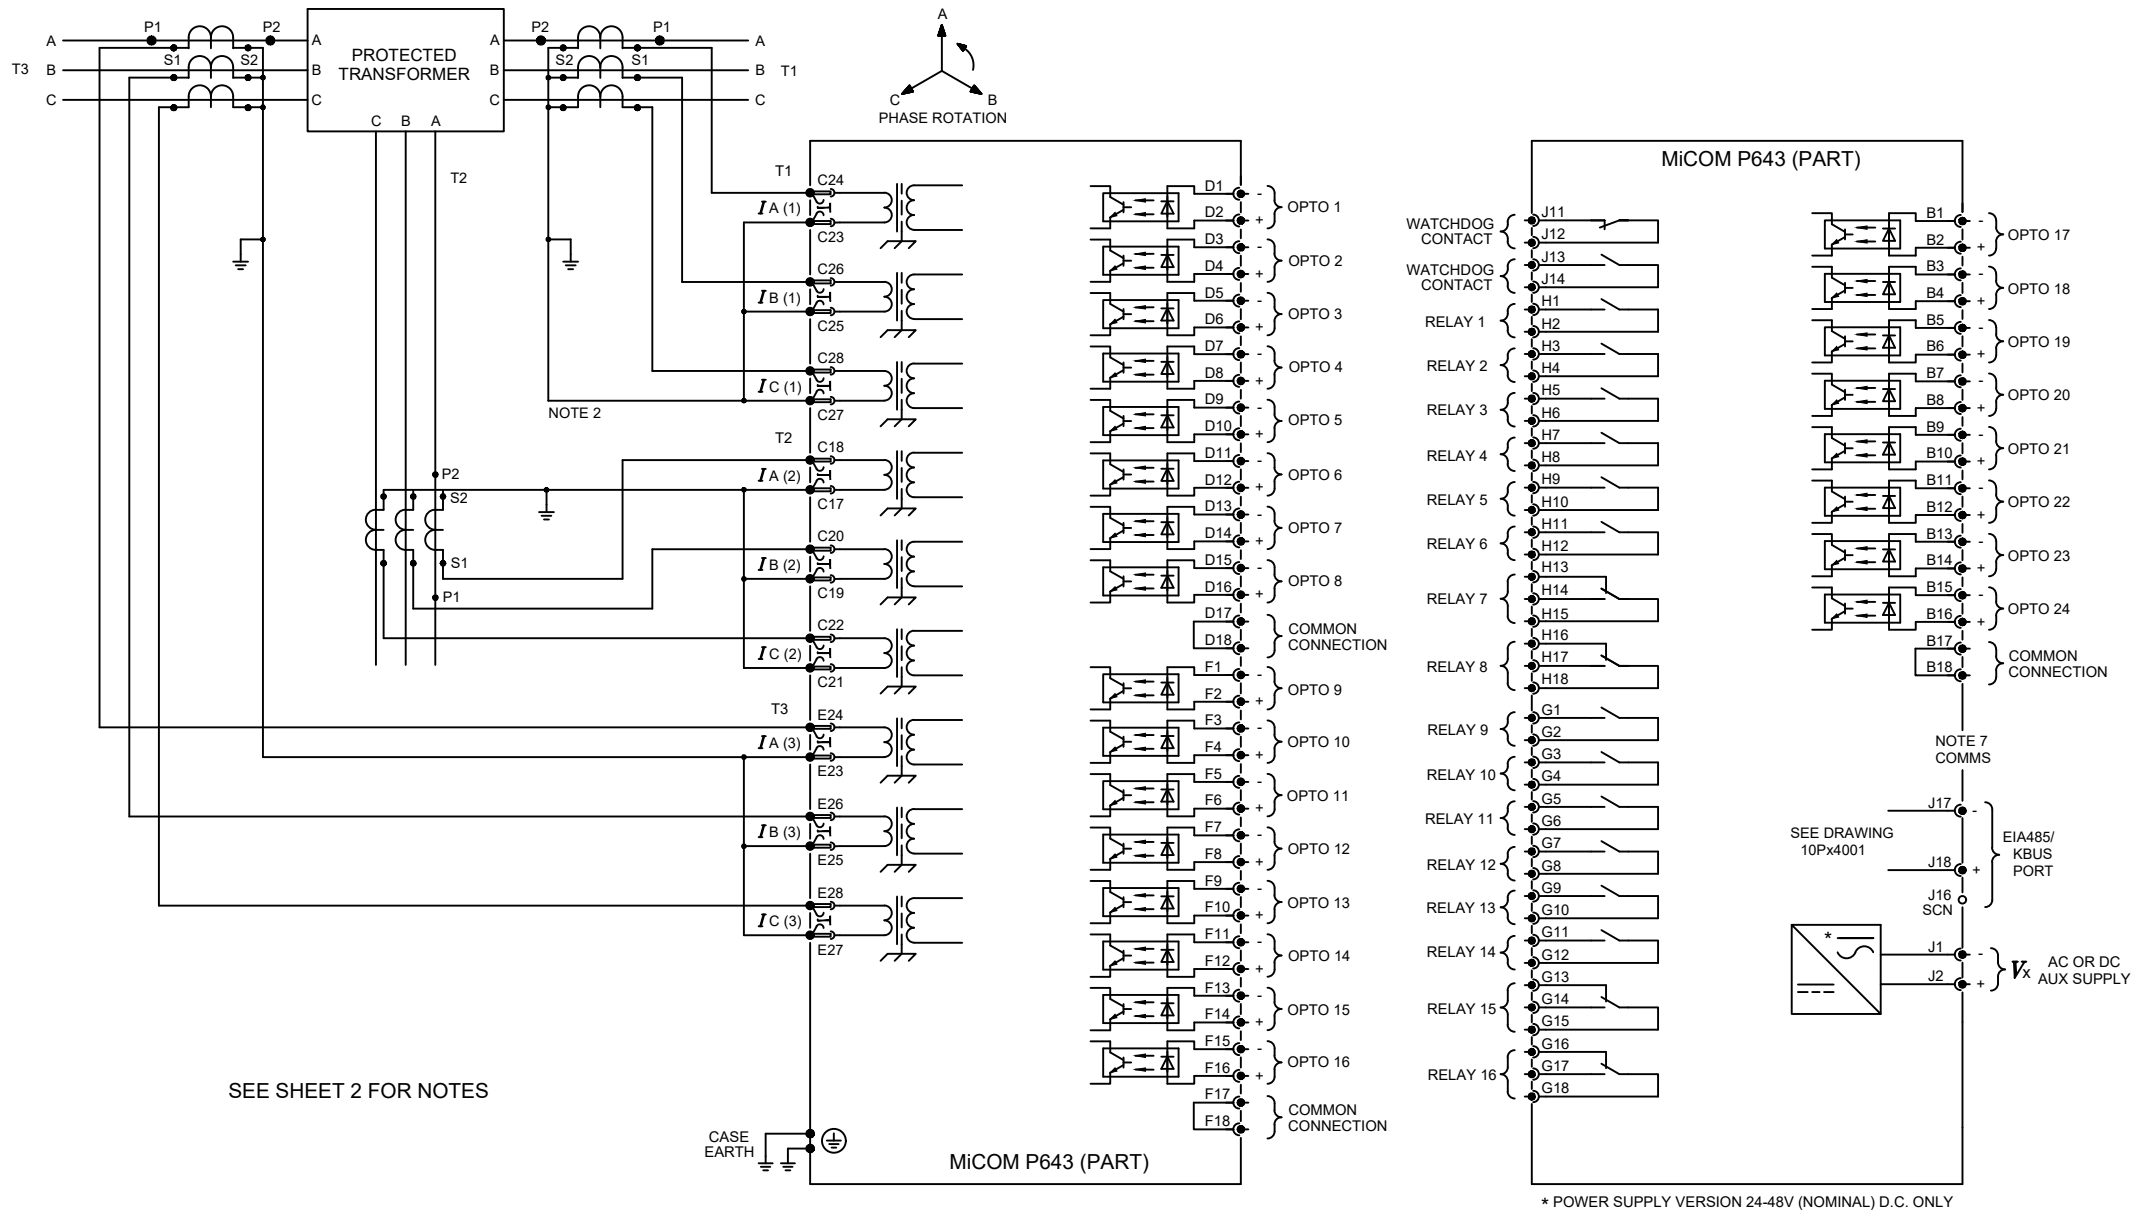 P1
P2
P2
P1
A
A
A
A
S1
S2
S2
S1
T3
B
B
B
B
T1
C
C
C
C
PROTECTED
TRANSFORMER
C
B
A
T2
A
C
B
PHASE ROTATION
T1
C24
I A (1)
C23
C26
I B (1)
C25
C28
I C (1)
C27
NOTE 2
T2
C18
I A (2)
C17
C20
I B (2)
C19
C22
I C (2)
C21
P2
S2
S1
P1
T3
E24
I A (3)
E23
E26
I B (3)
E25
E28
I C (3)
E27
D1 -
D2 +
OPTO 1
D3 -
D4 +
OPTO 2
D5 -
D6 +
OPTO 3
D7 -
D8 +
OPTO 4
D9 -
D10 +
OPTO 5
D11 -
D12 +
OPTO 6
D13 -
D14 +
OPTO 7
D15 -
D16 +
OPTO 8
D17
D18
COMMON
CONNECTION
F1 -
F2 +
OPTO 9
F3 -
F4 +
OPTO 10
F5 -
F6 +
OPTO 11
F7 -
F8 +
OPTO 12
F9 -
F10 +
OPTO 13
F11 -
F12 +
OPTO 14
F13 -
F14 +
OPTO 15
F15 -
F16 +
OPTO 16
F17
F18
COMMON
CONNECTION
SEE SHEET 2 FOR NOTES
CASE
EARTH
MiCOM P643 (PART)
MiCOM P643 (PART)
WATCHDOG
CONTACT
J11
J12
WATCHDOG
CONTACT
J13
J14
RELAY 1
H1
H2
RELAY 2
H3
H4
RELAY 3
H5
H6
RELAY 4
H7
H8
RELAY 5
H9
H10
RELAY 6
H11
H12
RELAY 7
H13
H14
H15
RELAY 8
H16
H17
H18
RELAY 9
G1
G2
RELAY 10
G3
G4
RELAY 11
G5
G6
RELAY 12
G7
G8
RELAY 13
G9
G10
RELAY 14
G11
G12
RELAY 15
G13
G14
G15
RELAY 16
G16
G17
G18
B1 -
B2 +
OPTO 17
B3 -
B4 +
OPTO 18
B5 -
B6 +
OPTO 19
B7 -
B8 +
OPTO 20
B9 -
B10 +
OPTO 21
B11 -
B12 +
OPTO 22
B13 -
B14 +
OPTO 23
B15 -
B16 +
OPTO 24
B17
B18
COMMON
CONNECTION
NOTE 7
COMMS
J17 -
SEE DRAWING
10Px4001
J18 +
J16
SCN
EIA485/
KBUS
PORT
*
J1 -
J2 +
Vx
AC OR DC
AUX SUPPLY
* POWER SUPPLY VERSION 24-48V (NOMINAL) D.C. ONLY